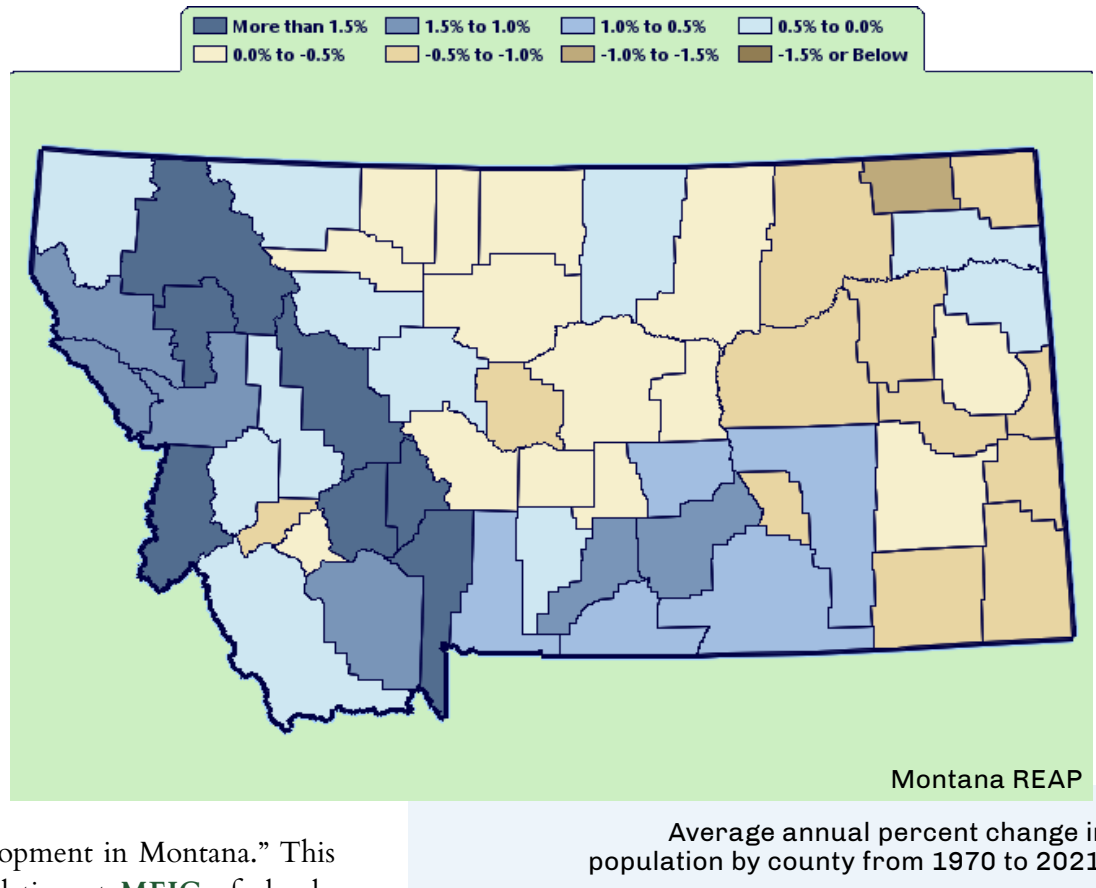 More than 1.5% 1.5% to 1.0% 1.0% to 0.5% 0.5% to 0.0%
0.0% to -0.5% -0.5% to -1.0% -1.0% to -1.5% -1.5% or Below
Montana REAP
Average annual percent change in
population by county from 1970 to 2021
opment in Montana.” This
MEIC